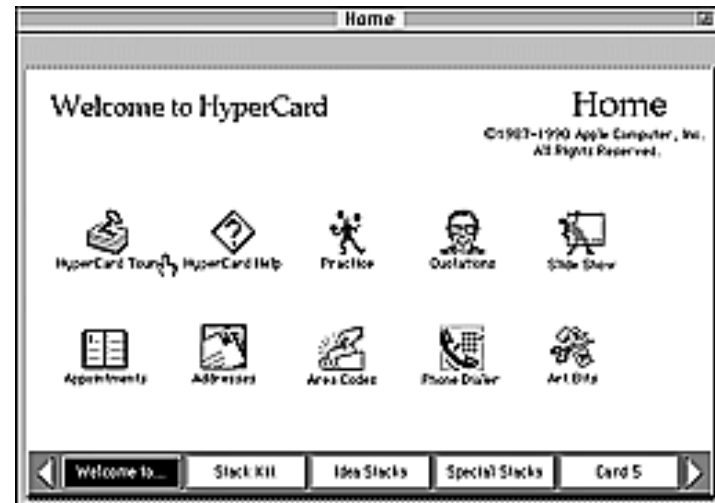 Home
Welcome to HyperCard
Home
©1987-1990 Apple Computer, Inc.
All Rights Reserved.
HyperCard Tour
HyperCard Help
Practice
Quotations
Slide Show
Appointments
Addresses
Area Codes
Phone Dialer
Art Bits
Welcome to...
Stack Kit
Idea Stacks
Special Stacks
Card 5